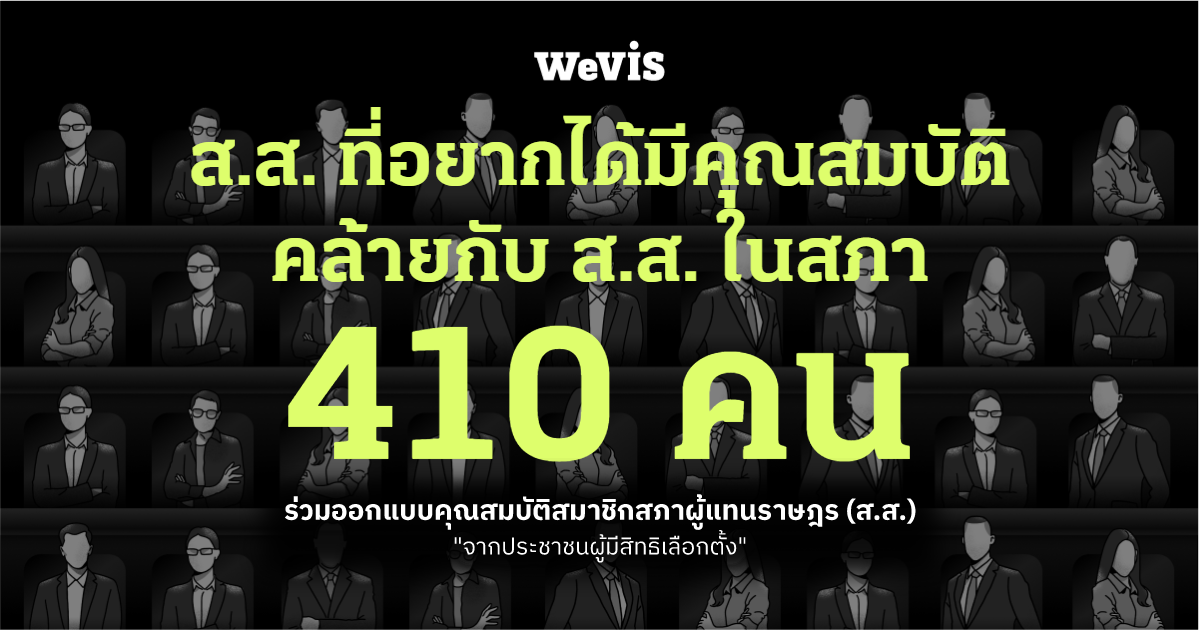 WeVIS
ส.ส. ที่อยากได้มีคุณสมบัติ
คล้ายกับ ส.ส. ในสภา
410 คน
ร่วมออกแบบคุณสมบัติสมาชิกสภาผู้แทนราษฎร (ส.ส.)
"จากประชาชนผู้มีสิทธิเลือกตั้ง"